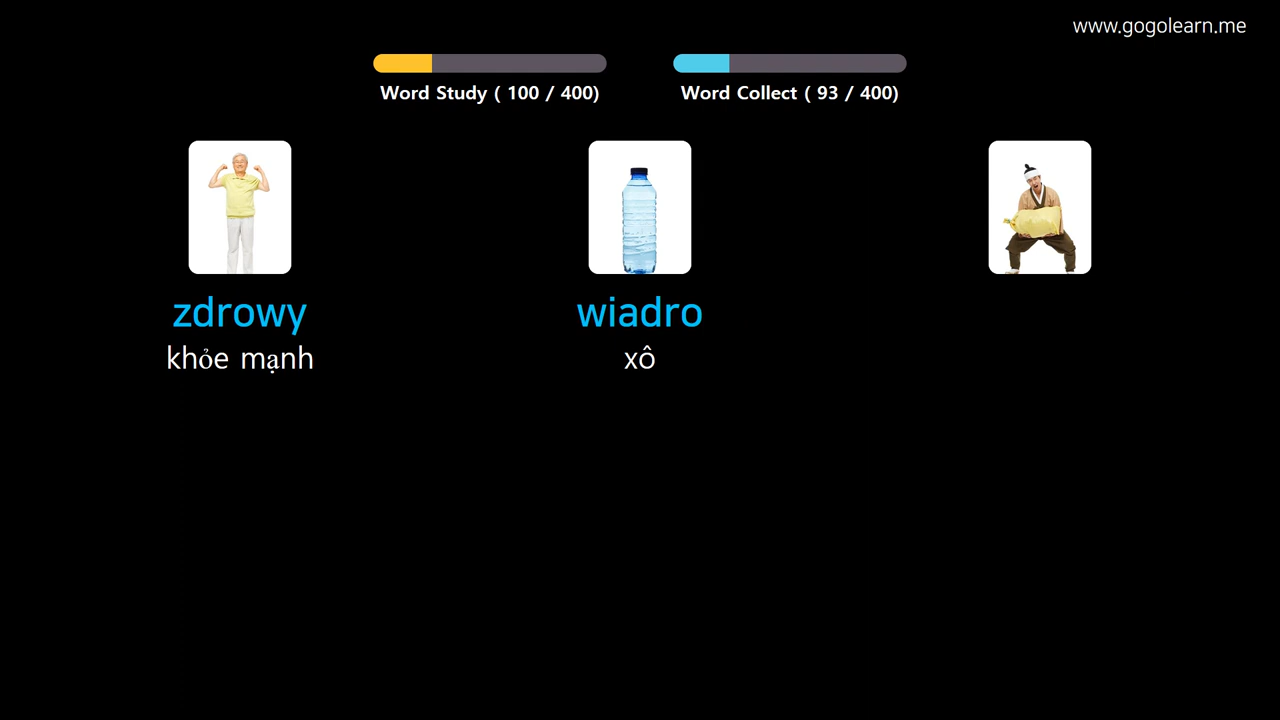 www.gogolearn.me
Word Study ( 100 / 400)
Word Collect ( 93 / 400)
zdrowy
khỏe mạnh
wiadro
xô